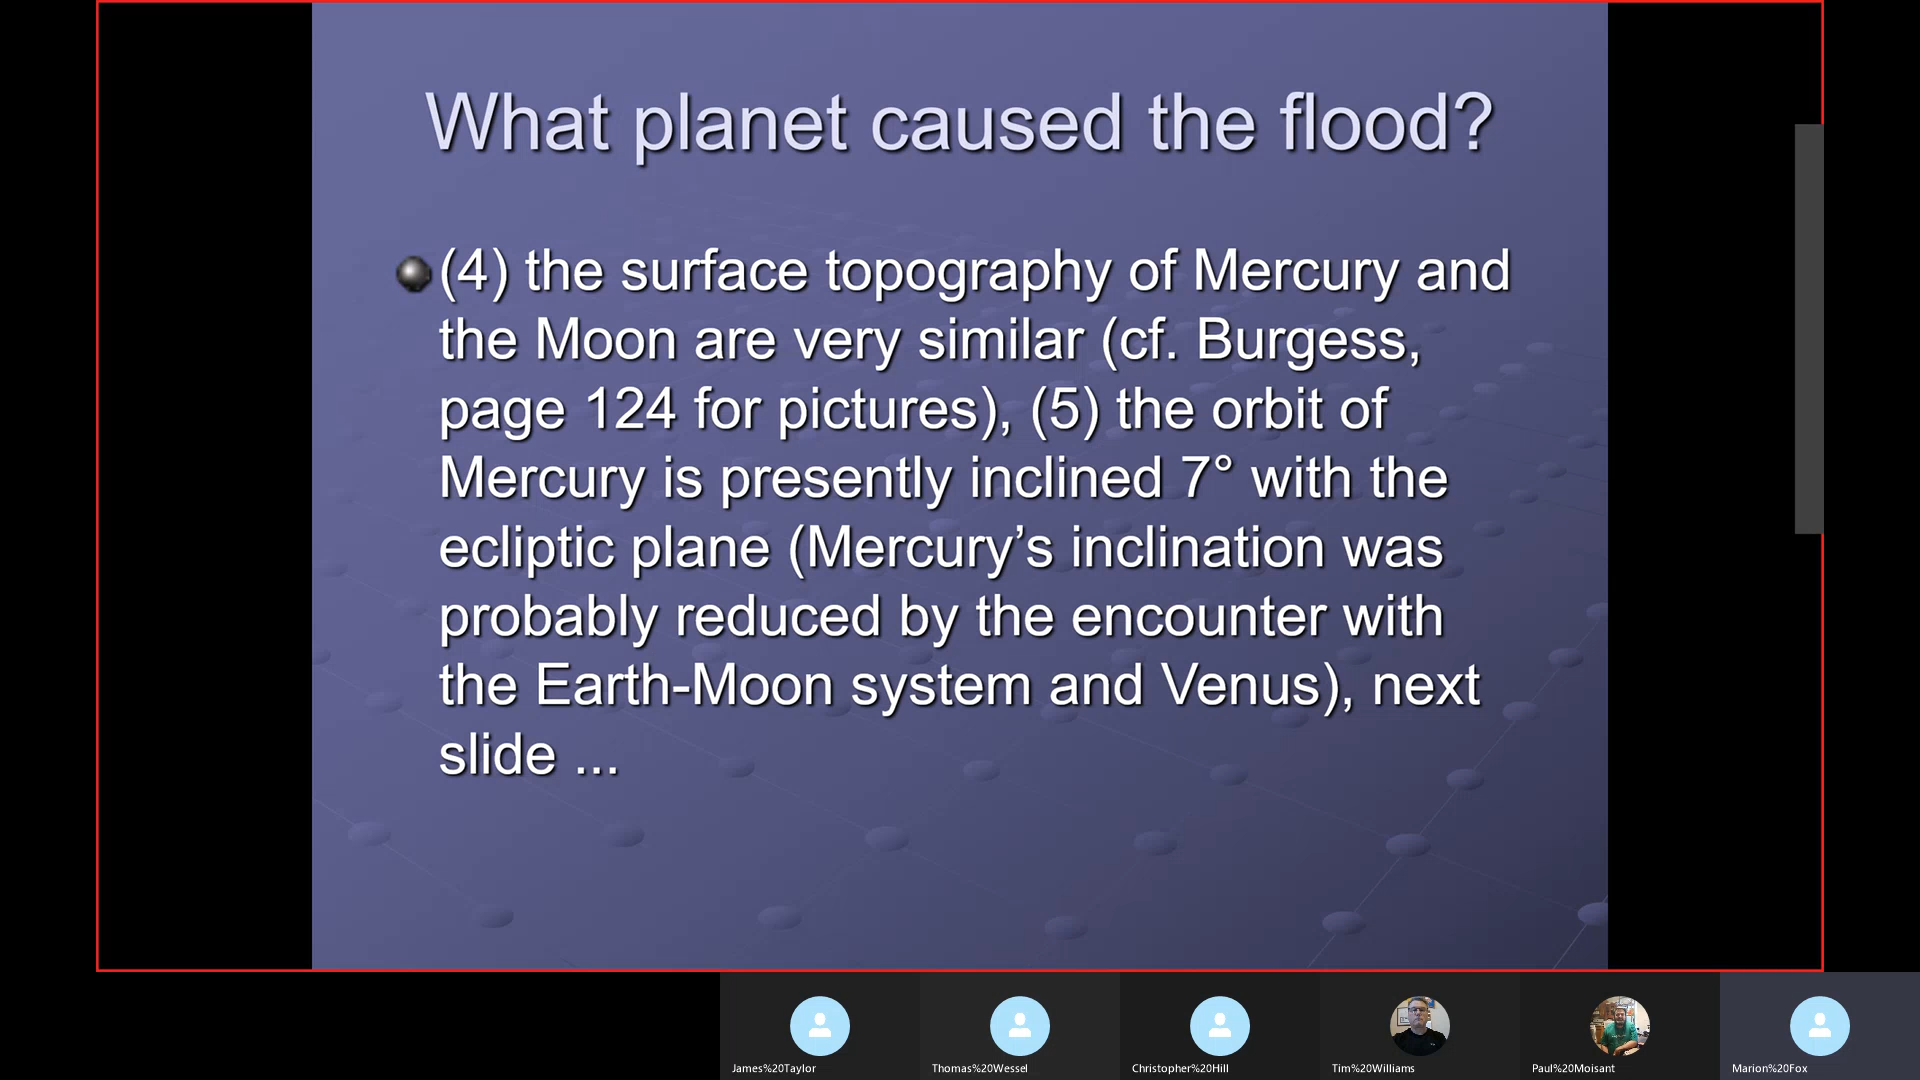 What planet caused the flood?
(4) the surface topography of Mercury and
the Moon are very similar (cf. Burgess,
page 124 for pictures), (5) the orbit of
Mercury is presently inclined 7° with the
ecliptic plane (Mercury’s inclination was
probably reduced by the encounter with
the Earth-Moon system and Venus), next
slide ...
James%20Taylor
Thomas%20Wessel
Christopher%20Hill
Tim%20Williams
Paul%20Moisant
Marion%20Fox